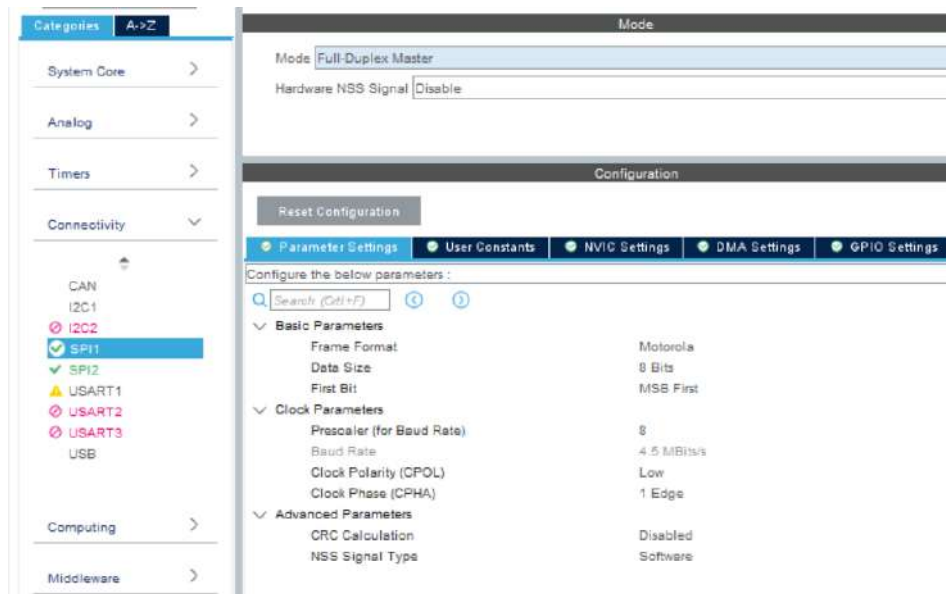 Categories A->Z
System Core
Analog
Timers
Connectivity
CAN
I2C1
I2C2
SPI1
SPI2
USART1
USART2
USART3
USB
Computing
Middleware
Mode
Mode Full-Duplex Master
Hardware NSS Signal Disable
Configuration
Reset Configuration
Parameter Settings User Constants NVIC Settings DMA Settings GPIO Settings
Configure the below parameters :
Search (Ctrl+F)
Basic Parameters
Frame Format Motorola
Data Size 8 Bits
First Bit MSB First
Clock Parameters
Prescaler (for Baud Rate) 8
Baud Rate 4.5 MBits/s
Clock Polarity (CPOL) Low
Clock Phase (CPHA) 1 Edge
Advanced Parameters
CRC Calculation Disabled
NSS Signal Type Software